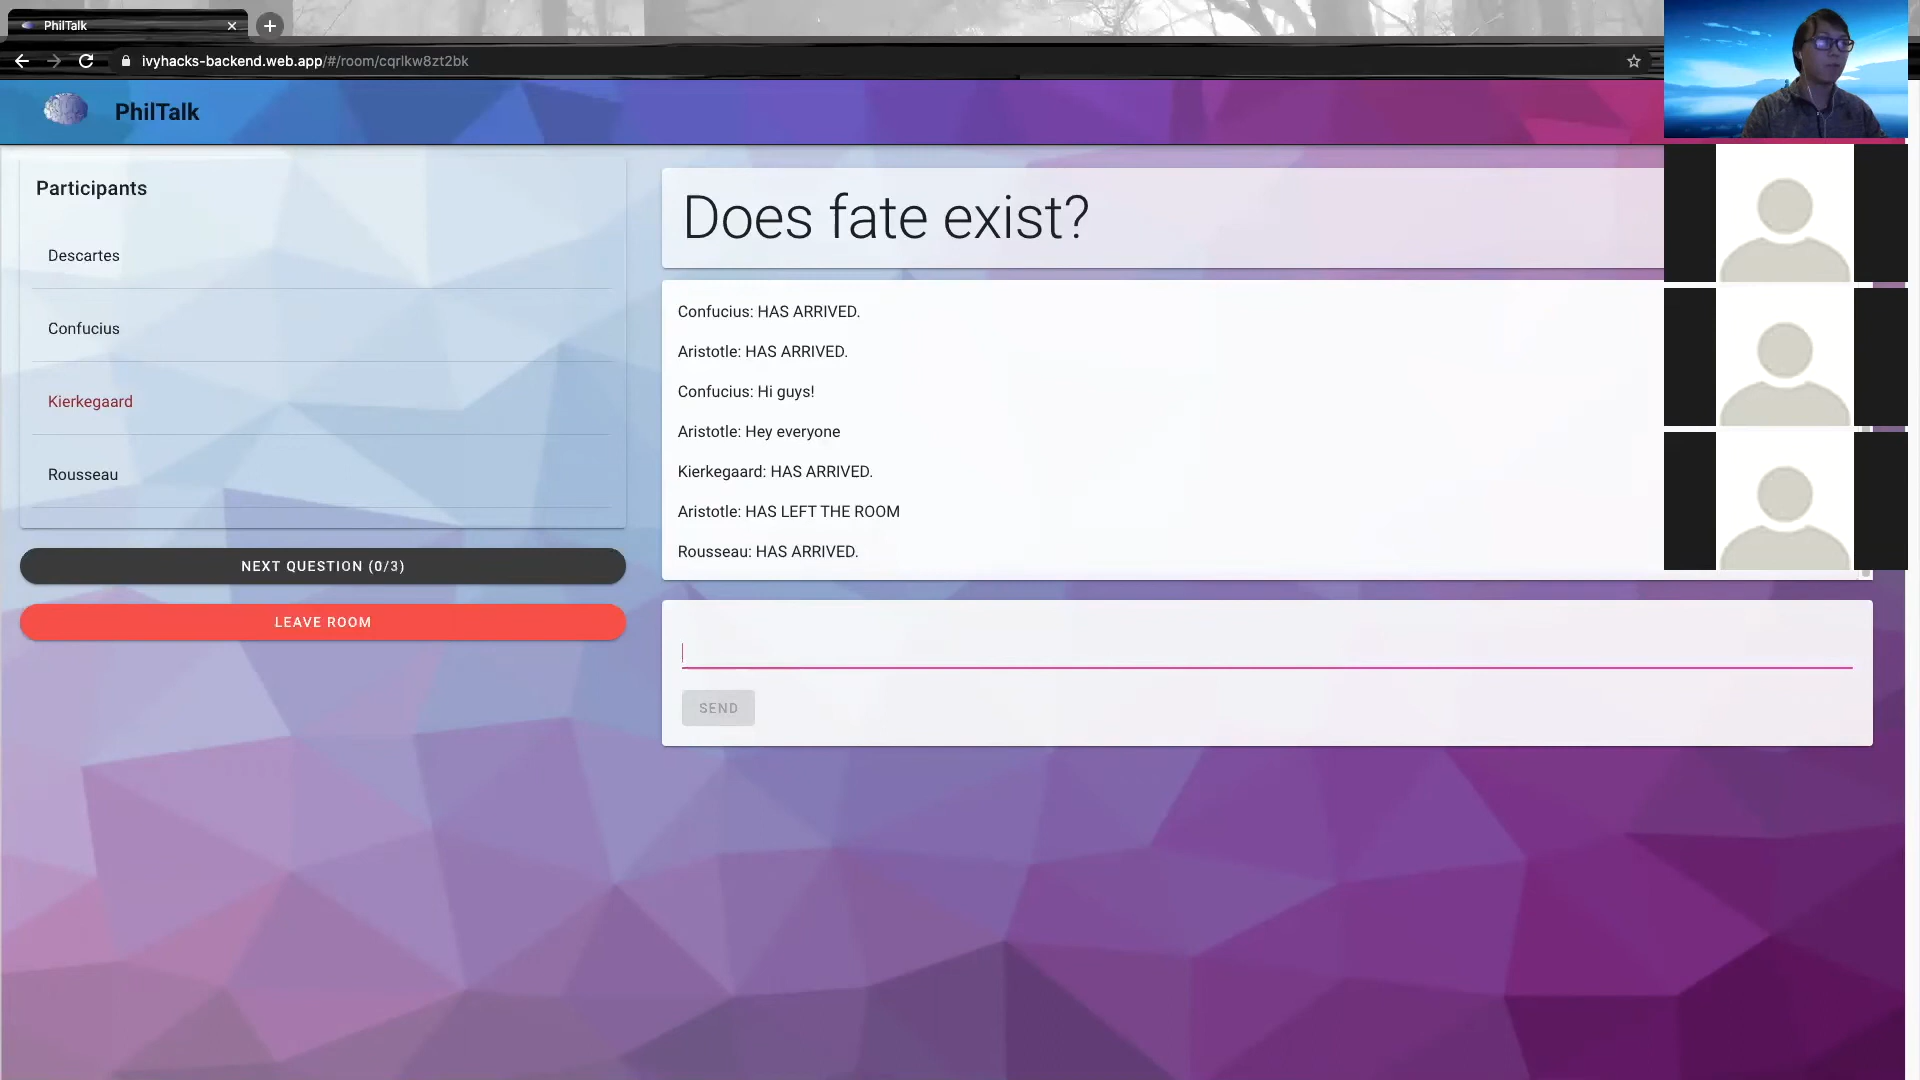 PhilTalk
ivyhacks-backend.web.app/#/room/cqrlkw8zt2bk
PhilTalk
Participants
Descartes
Confucius
Kierkegaard
Rousseau
NEXT QUESTION (0/3)
LEAVE ROOM
Does fate exist?
Confucius: HAS ARRIVED.
Aristotle: HAS ARRIVED.
Confucius: Hi guys!
Aristotle: Hey everyone
Kierkegaard: HAS ARRIVED.
Aristotle: HAS LEFT THE ROOM
Rousseau: HAS ARRIVED.
SEND